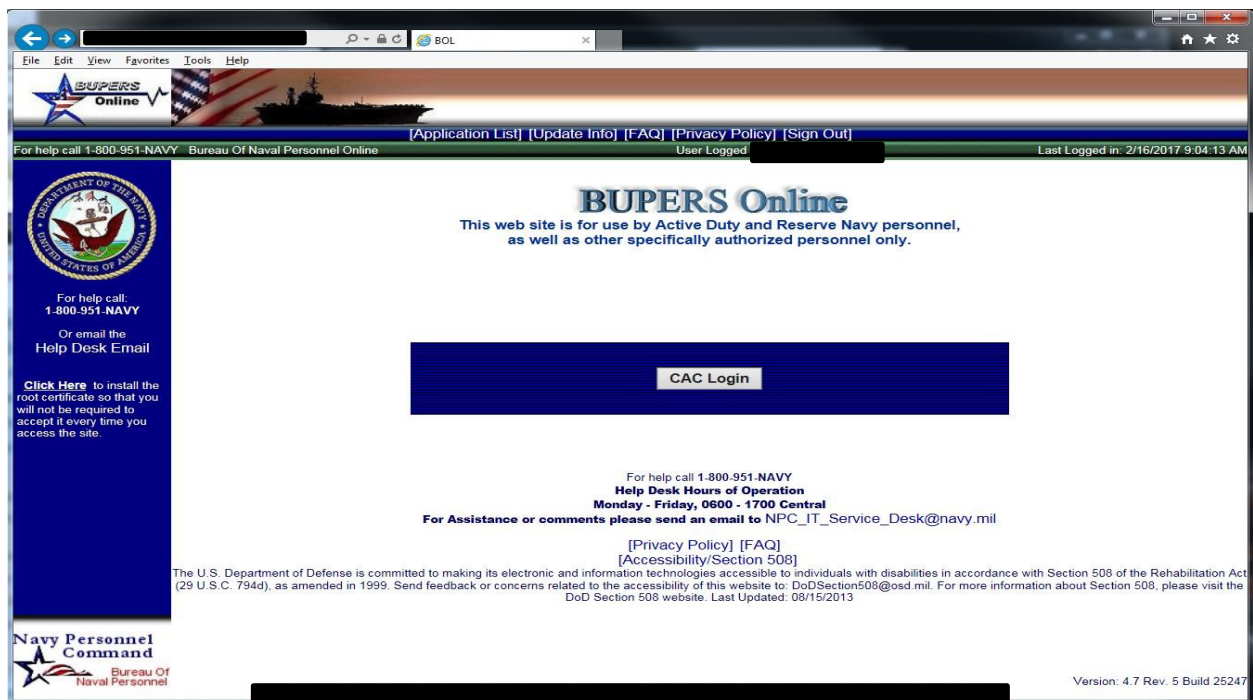 BOL
File Edit View Favorites Tools Help
BUPERS
Online
[Application List] [Update Info] [FAQ] [Privacy Policy] [Sign Out]
For help call 1-800-951-NAVY Bureau Of Naval Personnel Online User Logged Last Logged in: 2/16/2017 9:04:13 AM
DEPARTMENT OF THE NAVY
UNITED STATES OF AMERICA
For help call:
1-800-951-NAVY
Or email the
Help Desk Email
Click Here to install the
root certificate so that you
will not be required to
accept it every time you
access the site.
BUPERS Online
This web site is for use by Active Duty and Reserve Navy personnel,
as well as other specifically authorized personnel only.
CAC Login
For help call 1-800-951-NAVY
Help Desk Hours of Operation
Monday - Friday, 0600 - 1700 Central
For Assistance or comments please send an email to NPC_IT_Service_Desk@navy.mil
[Privacy Policy] [FAQ]
[Accessibility/Section 508]
The U.S. Department of Defense is committed to making its electronic and information technologies accessible to individuals with disabilities in accordance with Section 508 of the Rehabilitation Act
(29 U.S.C. 794d), as amended in 1999. Send feedback or concerns related to the accessibility of this website to: DoDSection508@osd.mil. For more information about Section 508, please visit the
DoD Section 508 website. Last Updated: 08/15/2013
Navy Personnel
Command
Bureau Of
Naval Personnel
Version: 4.7 Rev. 5 Build 25247